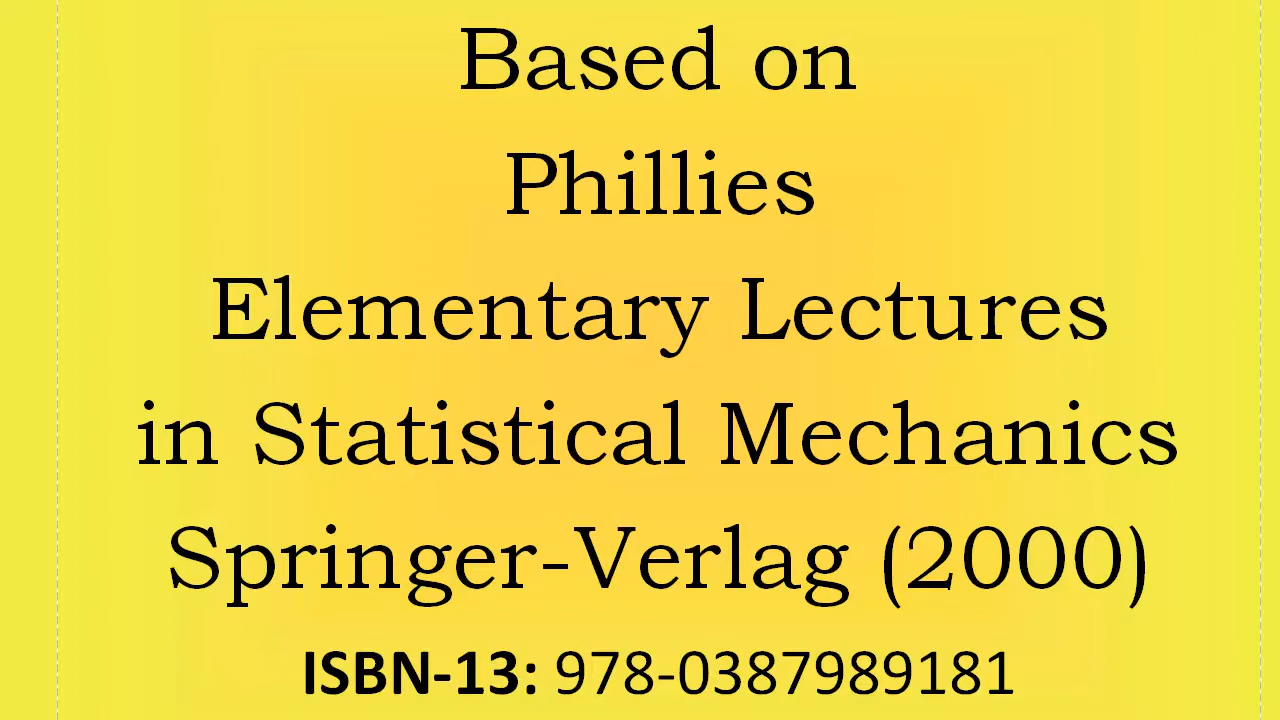 Based on
Phillies
Elementary Lectures
in Statistical Mechanics
Springer-Verlag (2000)
ISBN-13: 978-0387989181